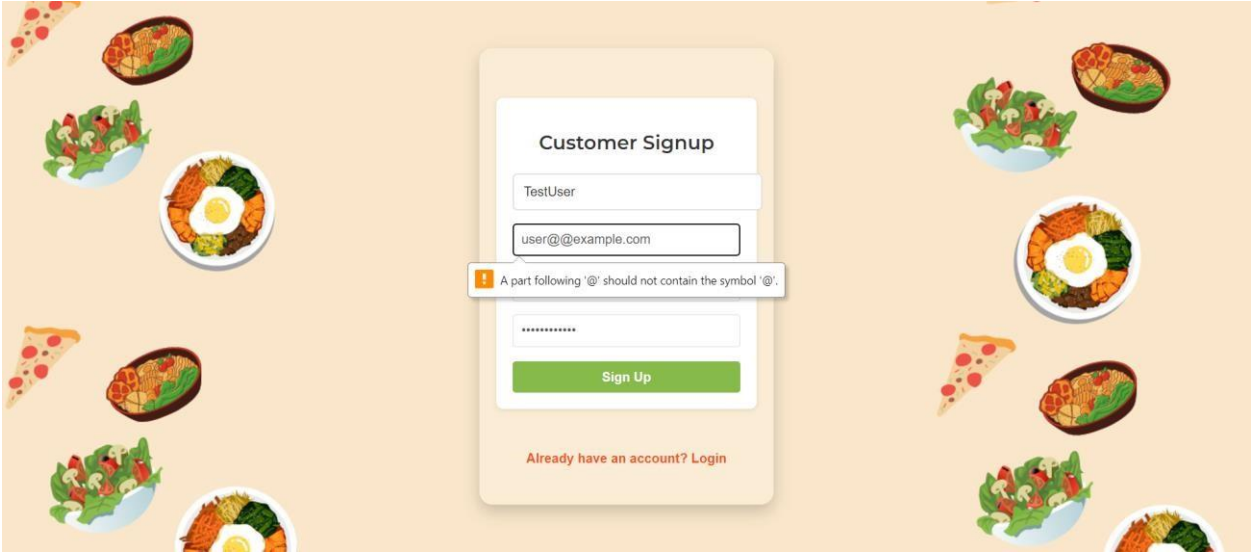 Customer Signup
TestUser
user@@example.com
! A part following '@' should not contain the symbol '@'.
••••••••••••
Sign Up
Already have an account? Login